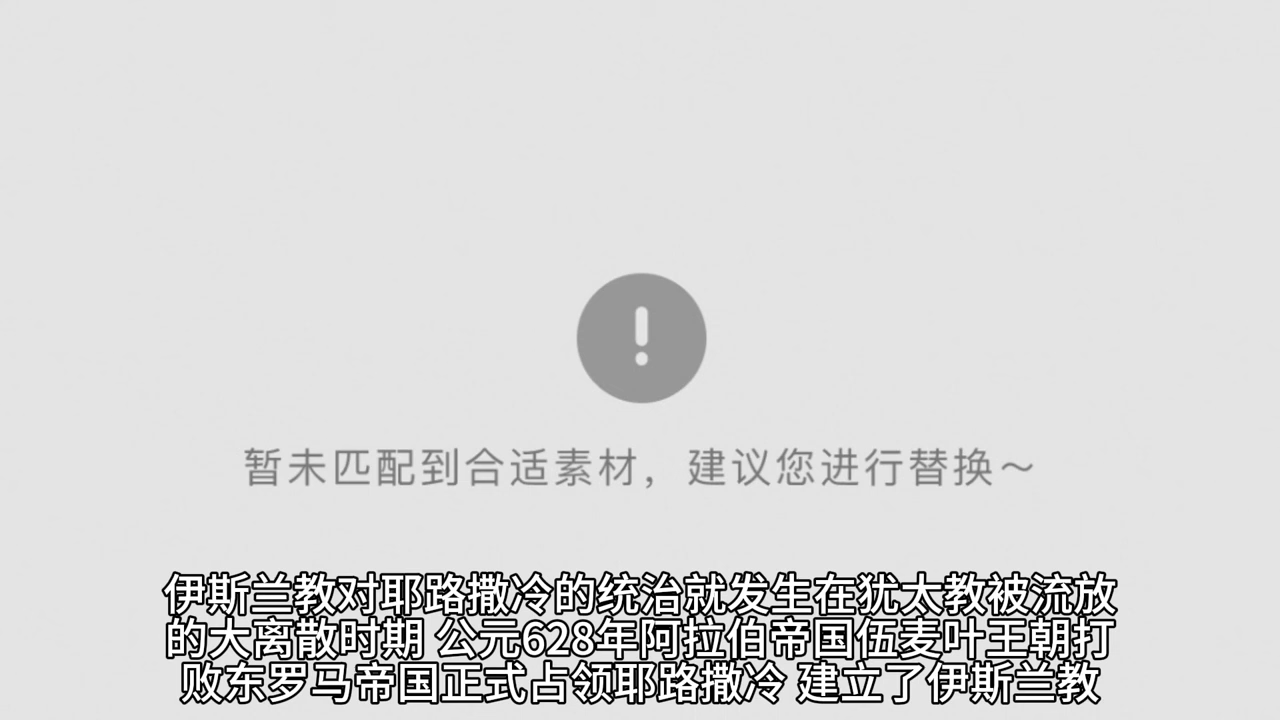 暂未匹配到合适素材，建议您进行替换～
伊斯兰教对耶路撒冷的统治就发生在犹太教被流放
的大离散时期 公元628年阿拉伯帝国伍麦叶王朝打
败东罗马帝国正式占领耶路撒冷 建立了伊斯兰教